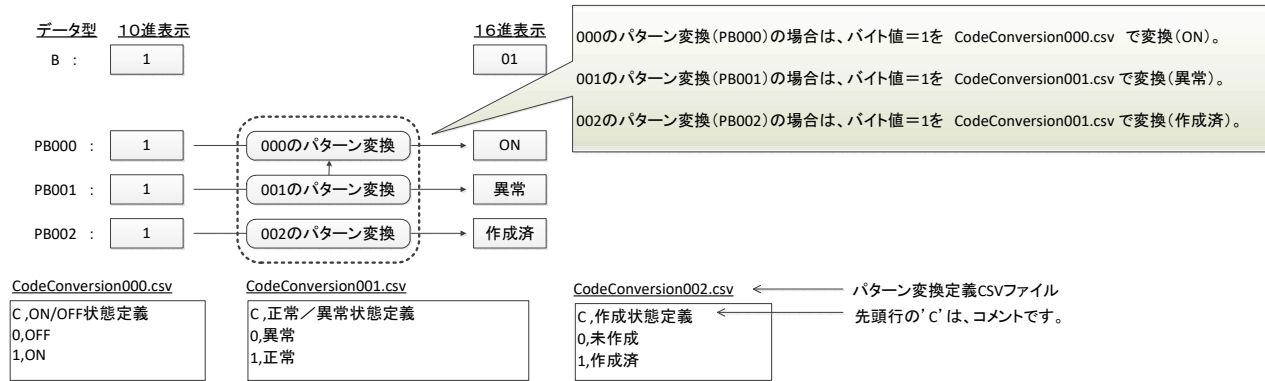 データ型 10進表示 16進表示
B : 1 01
000のパターン変換(PB000)の場合は、バイト値=1を CodeConversion000.csv で変換(ON)。
001のパターン変換(PB001)の場合は、バイト値=1を CodeConversion001.csv で変換(異常)。
002のパターン変換(PB002)の場合は、バイト値=1を CodeConversion001.csv で変換(作成済)。
PB000 : 1 000のパターン変換 ON
PB001 : 1 001のパターン変換 異常
PB002 : 1 002のパターン変換 作成済
CodeConversion000.csv
C ,ON/OFF状態定義
0,OFF
1,ON
CodeConversion001.csv
C ,正常/異常状態定義
0,異常
1,正常
CodeConversion002.csv
C ,作成状態定義
0,未作成
1,作成済
パターン変換定義CSVファイル
先頭行の'C'は、コメントです。